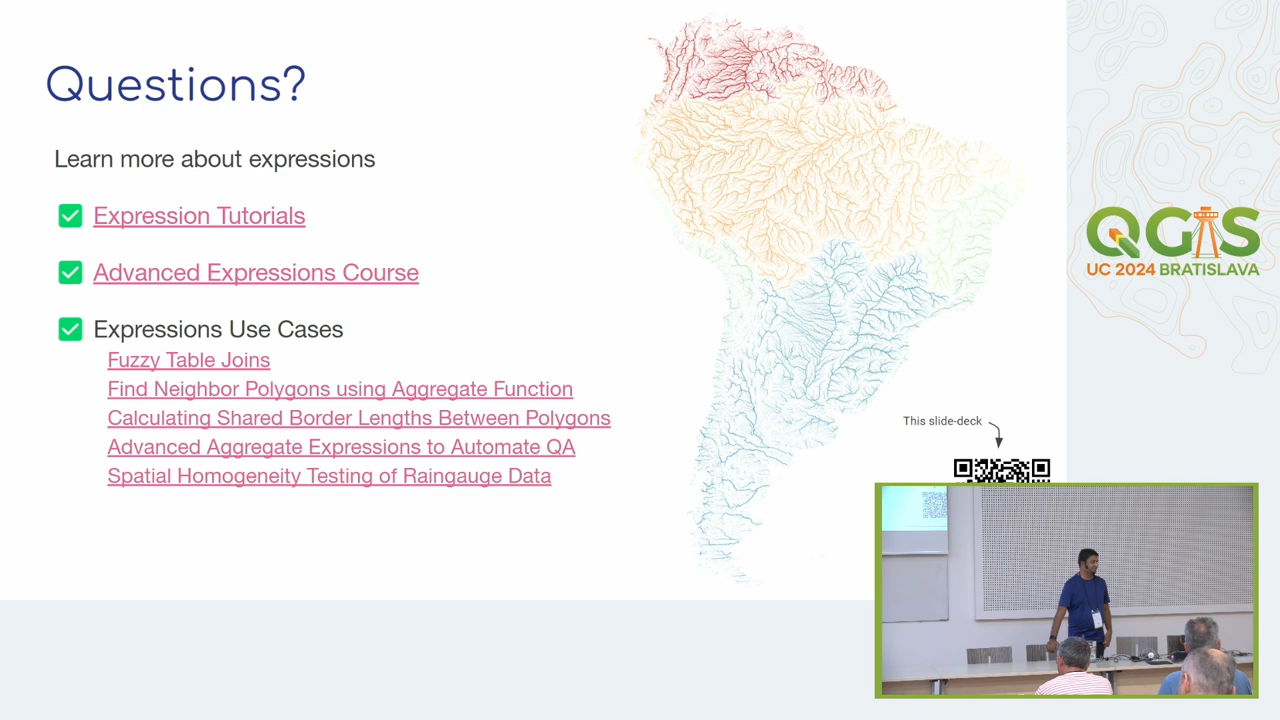 Questions?
Learn more about expressions
Expression Tutorials
Advanced Expressions Course
Expressions Use Cases
Fuzzy Table Joins
Find Neighbor Polygons using Aggregate Function
Calculating Shared Border Lengths Between Polygons
Advanced Aggregate Expressions to Automate QA
Spatial Homogeneity Testing of Raingauge Data
This slide-deck
QGIS
UC 2024 BRATISLAVA